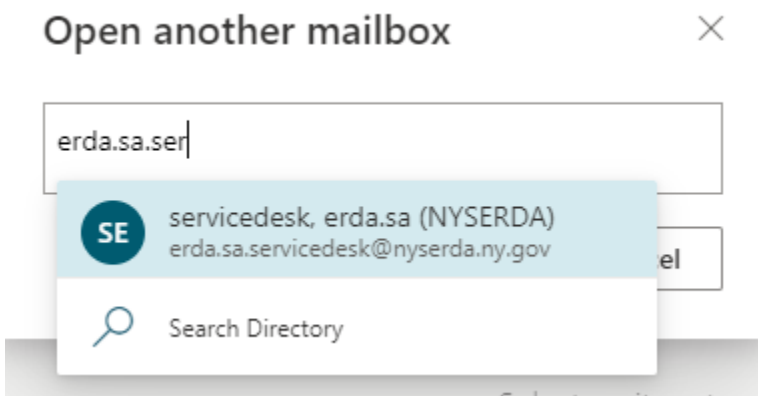 Open another mailbox
erda.sa.ser
SE
servicedesk, erda.sa (NYSERDA)
erda.sa.servicedesk@nyserda.ny.gov
el
Search Directory